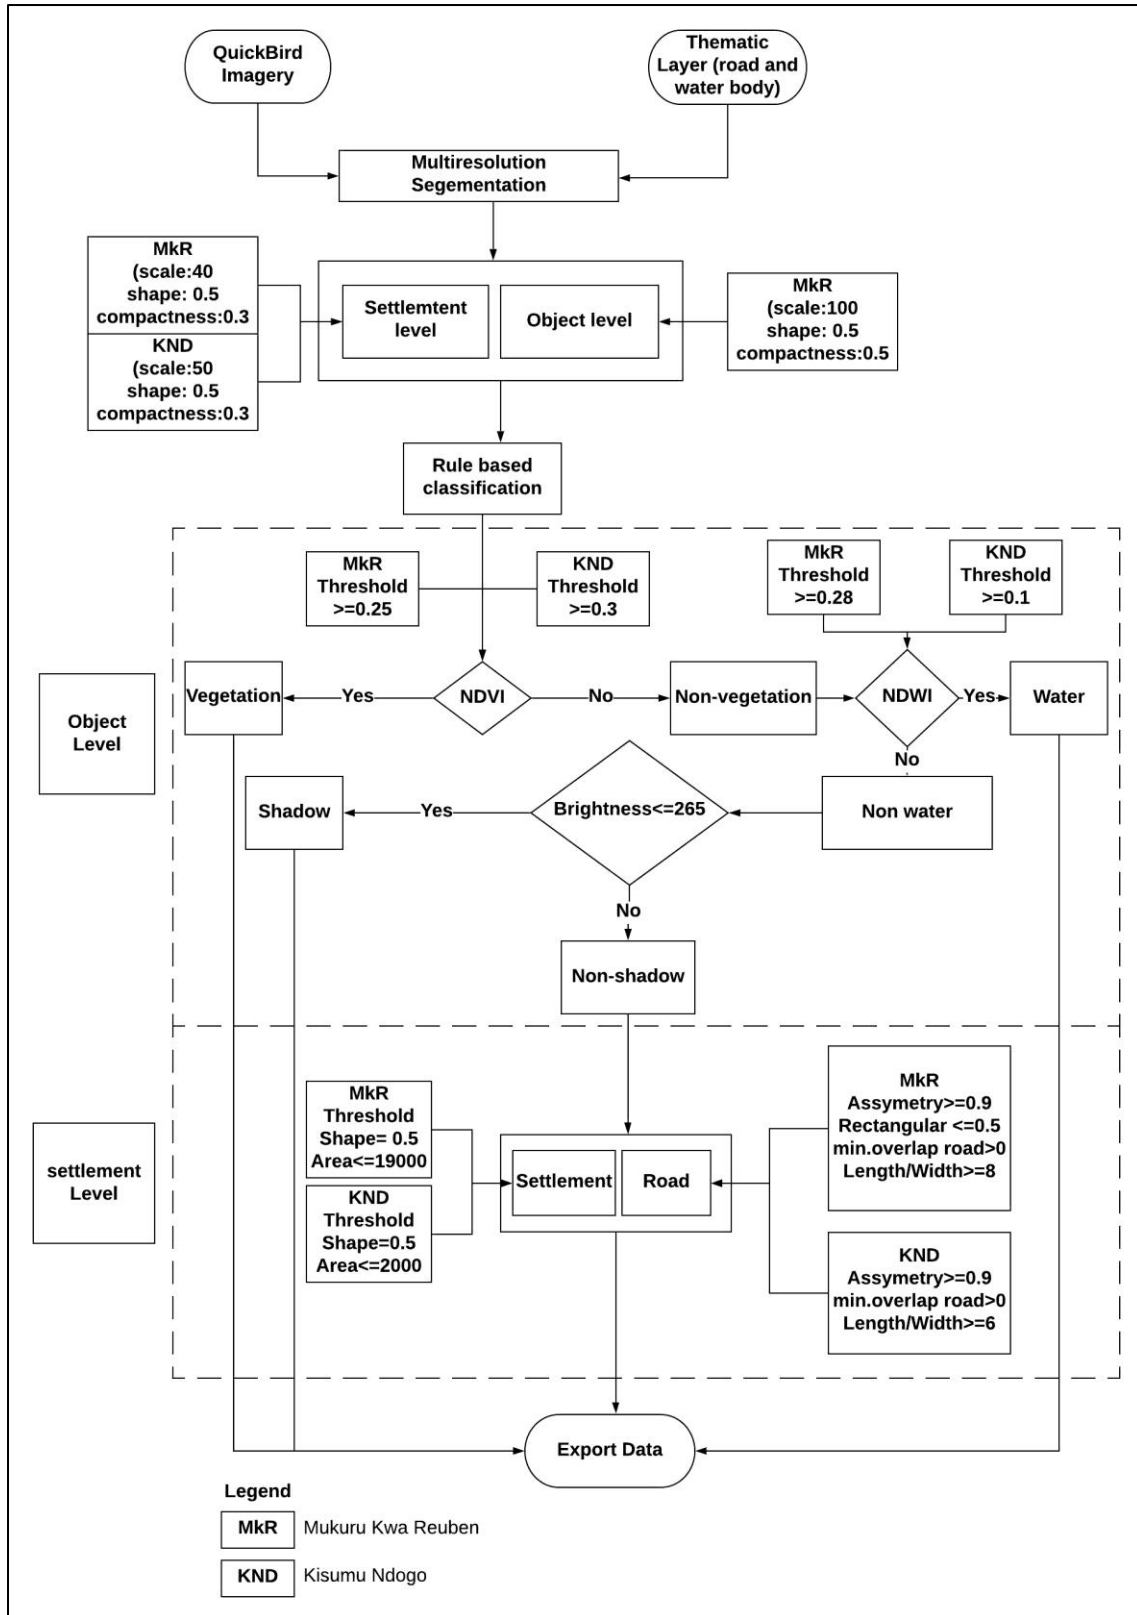 QuickBird
Imagery
Thematic
Layer (road and
water body)
Multiresolution
Segementation
MkR
(scale:40
shape: 0.5
compactness:0.3
KND
(scale:50
shape: 0.5
compactness:0.3
Settlemtent
level
Object level
MkR
(scale:100
shape: 0.5
compactness:0.5
Rule based
classification
MkR
Threshold
>=0.25
KND
Threshold
>=0.3
MkR
Threshold
>=0.28
KND
Threshold
>=0.1
Object
Level
Vegetation
Yes
NDVI
No
Non-vegetation
NDWI
Yes
Water
No
Shadow
Yes
Brightness<=265
Non water
No
Non-shadow
settlement
Level
MkR
Threshold
Shape= 0.5
Area<=19000
KND
Threshold
Shape=0.5
Area<=2000
Settlement
Road
MkR
Assymetry>=0.9
Rectangular <=0.5
min.overlap road>0
Length/Width>=8
KND
Assymetry>=0.9
min.overlap road>0
Length/Width>=6
Export Data
Legend
MkR Mukuru Kwa Reuben
KND Kisumu Ndogo